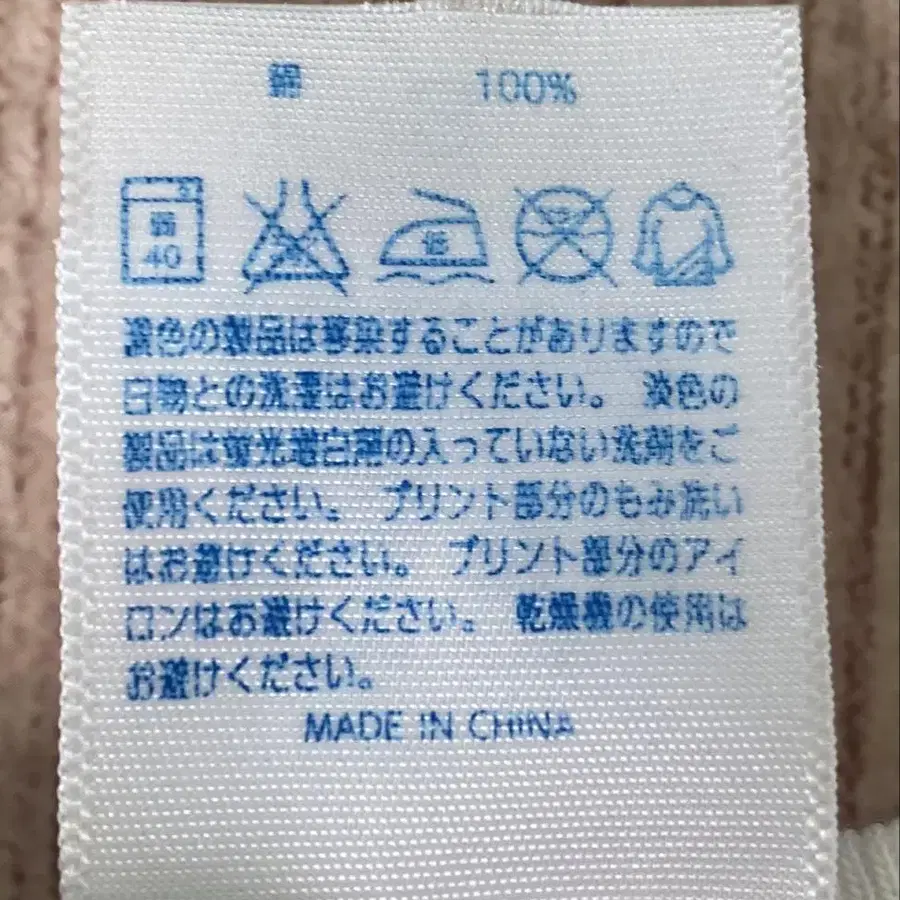 綿 100%
弱
40
低
濃色の製品は移染することがありますので
白物との洗濯はお避けください。 淡色の
製品は蛍光増白剤の入っていない洗剤をご
使用ください。 プリント部分のもみ洗い
はお避けください。 プリント部分のアイ
ロンはお避けください。 乾燥機の使用は
お避けください。
MADE IN CHINA